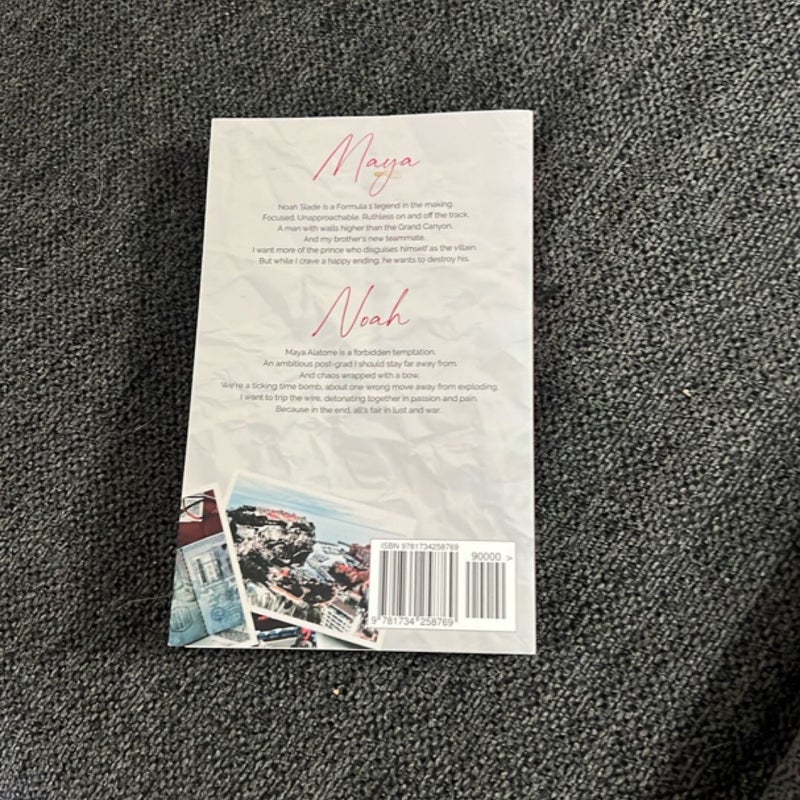 Maya
Noah Slade is a Formula 1 legend in the making.
Focused. Unapproachable. Ruthless on and off the track.
A man with walls higher than the Grand Canyon.
And my brother's new teammate.
I want more of the prince who disguises himself as the villain.
But while I crave a happy ending, he wants to destroy his.
Noah
Maya Alatorre is a forbidden temptation.
An ambitious post-grad I should stay far away from.
And chaos wrapped with a bow.
We're a ticking time bomb, about one wrong move away from exploding.
I want to trip the wire, detonating together in passion and pain.
Because in the end, all's fair in lust and war.
ISBN 9781734258769
90000 >
9 781734 258769